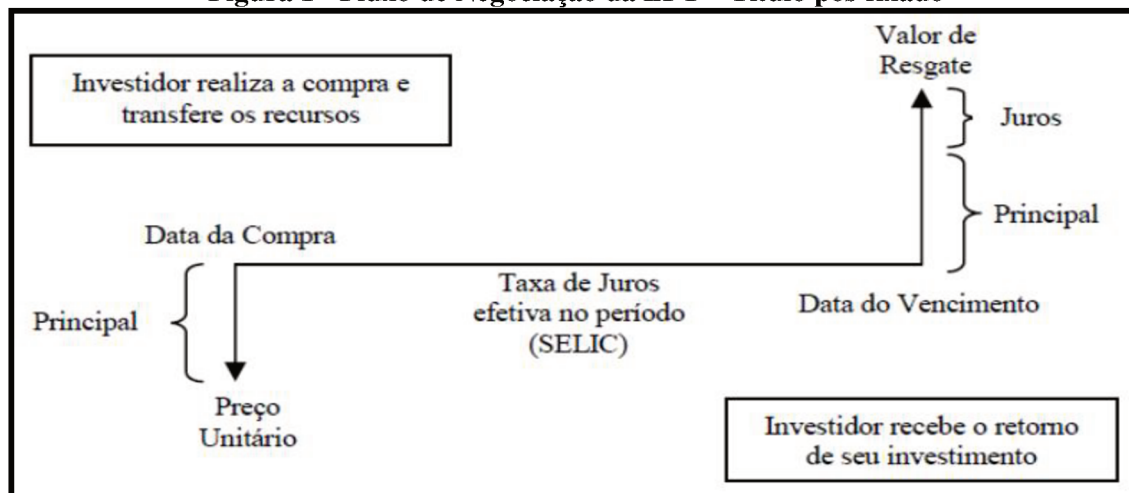 Investidor realiza a compra e
transfere os recursos
Valor de
Resgate
Juros
Principal
Data da Compra
Principal
Taxa de Juros
efetiva no período
(SELIC)
Data do Vencimento
Preço
Unitário
Investidor recebe o retorno
de seu investimento